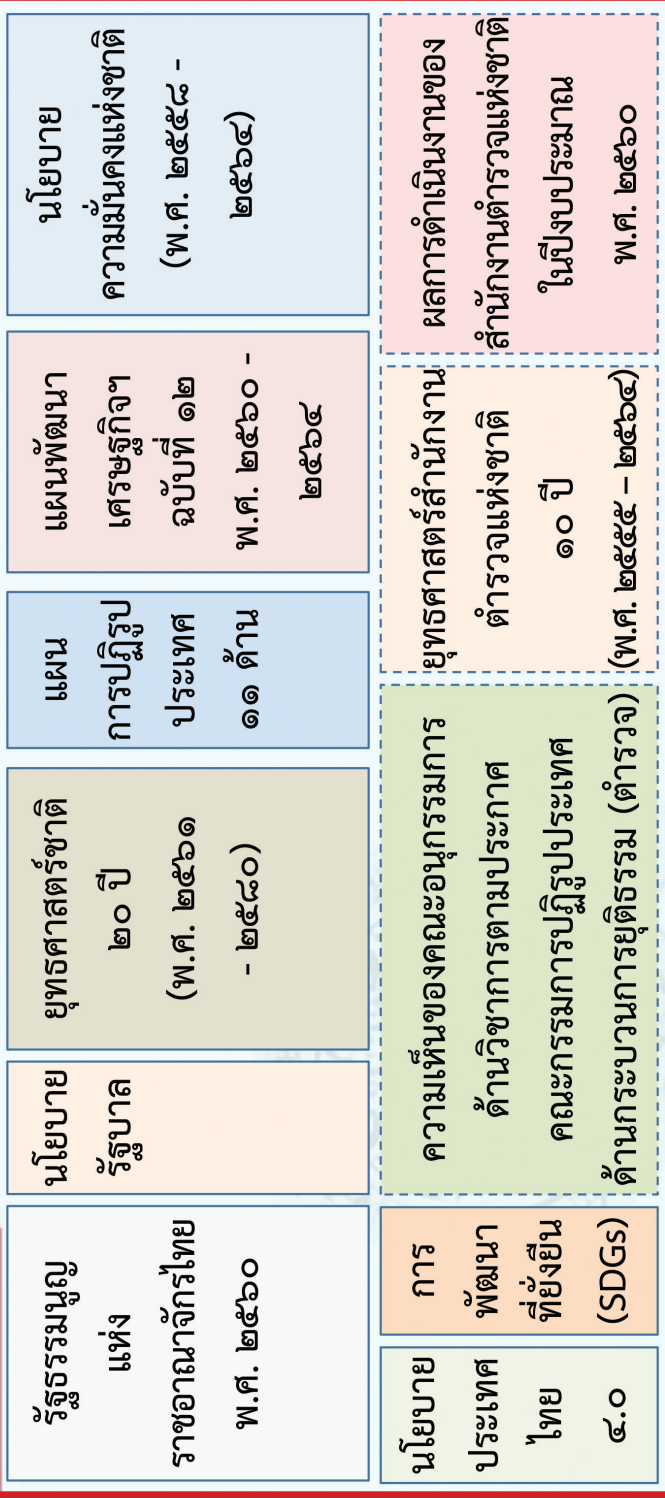 รัฐธรรมนูญ
แห่ง
ราชอาณาจักรไทย
พ.ศ. ๒๕๖๐
นโยบาย
รัฐบาล
ยุทธศาสตร์ชาติ
๒๐ ปี
(พ.ศ. ๒๕๖๑
- ๒๕๘๐)
แผน
การปฏิรูป
ประเทศ
๑๑ ด้าน
แผนพัฒนา
เศรษฐกิจฯ
ฉบับที่ ๑๒
พ.ศ. ๒๕๖๐ -
๒๕๖๔
นโยบาย
ความมั่นคงแห่งชาติ
(พ.ศ. ๒๕๕๘ -
๒๕๖๔)
นโยบาย
ประเทศ
ไทย
๔.๐
การ
พัฒนา
ที่ยั่งยืน
(SDGs)
ความเห็นของคณะอนุกรรมการ
ด้านวิชาการตามประกาศ
คณะกรรมการปฏิรูปประเทศ
ด้านกระบวนการยุติธรรม (ตำรวจ)
ยุทธศาสตร์สำนักงาน
ตำรวจแห่งชาติ
๑๐ ปี
(พ.ศ. ๒๕๕๕ – ๒๕๖๔)
ผลการดำเนินงานของ
สำนักงานตำรวจแห่งชาติ
ในปีงบประมาณ
พ.ศ. ๒๕๖๐